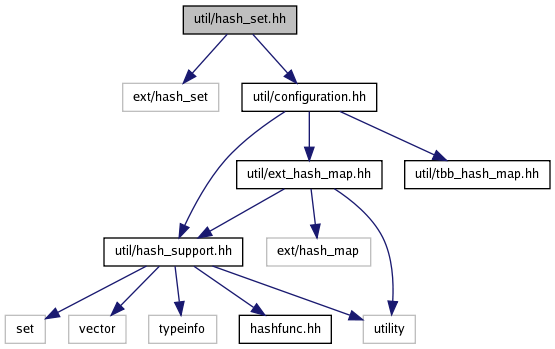 util/hash_set.hh
ext/hash_set
util/configuration.hh
util/ext_hash_map.hh
util/tbb_hash_map.hh
util/hash_support.hh
ext/hash_map
set
vector
typeinfo
hashfunc.hh
utility